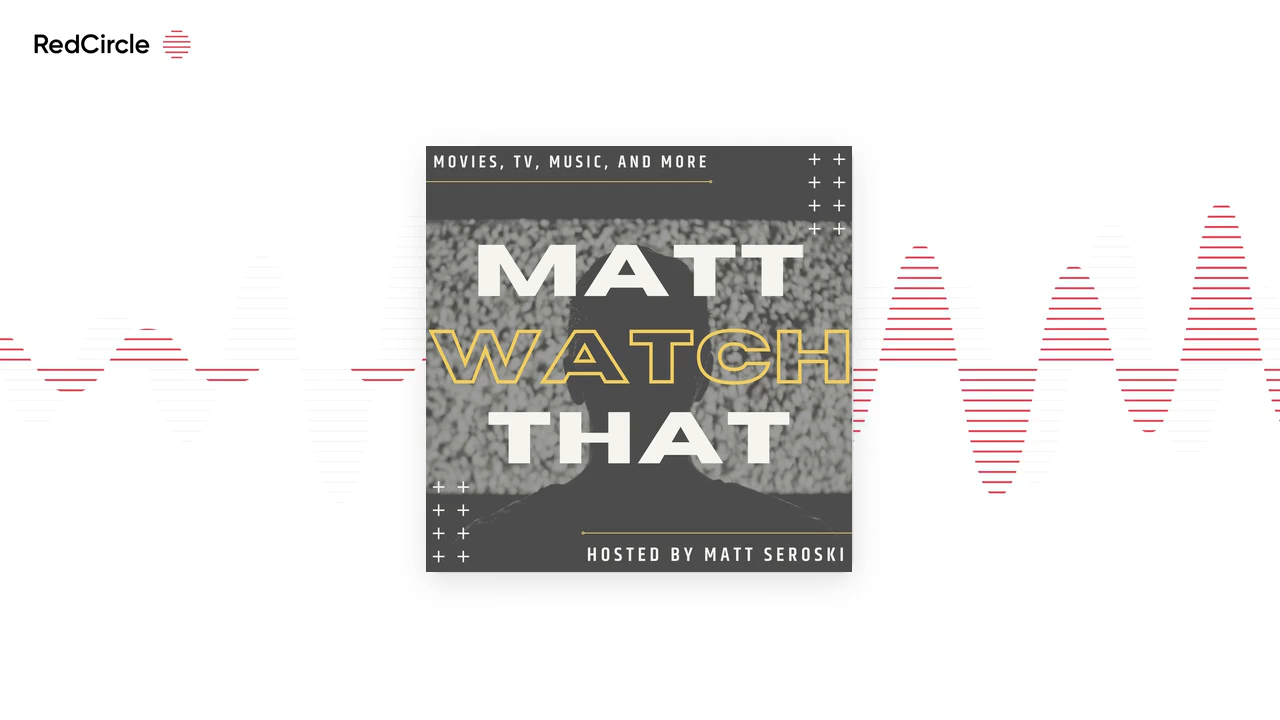 RedCircle
MOVIES, TV, MUSIC, AND MORE
MATT
WATCH
THAT
HOSTED BY MATT SEROSKI